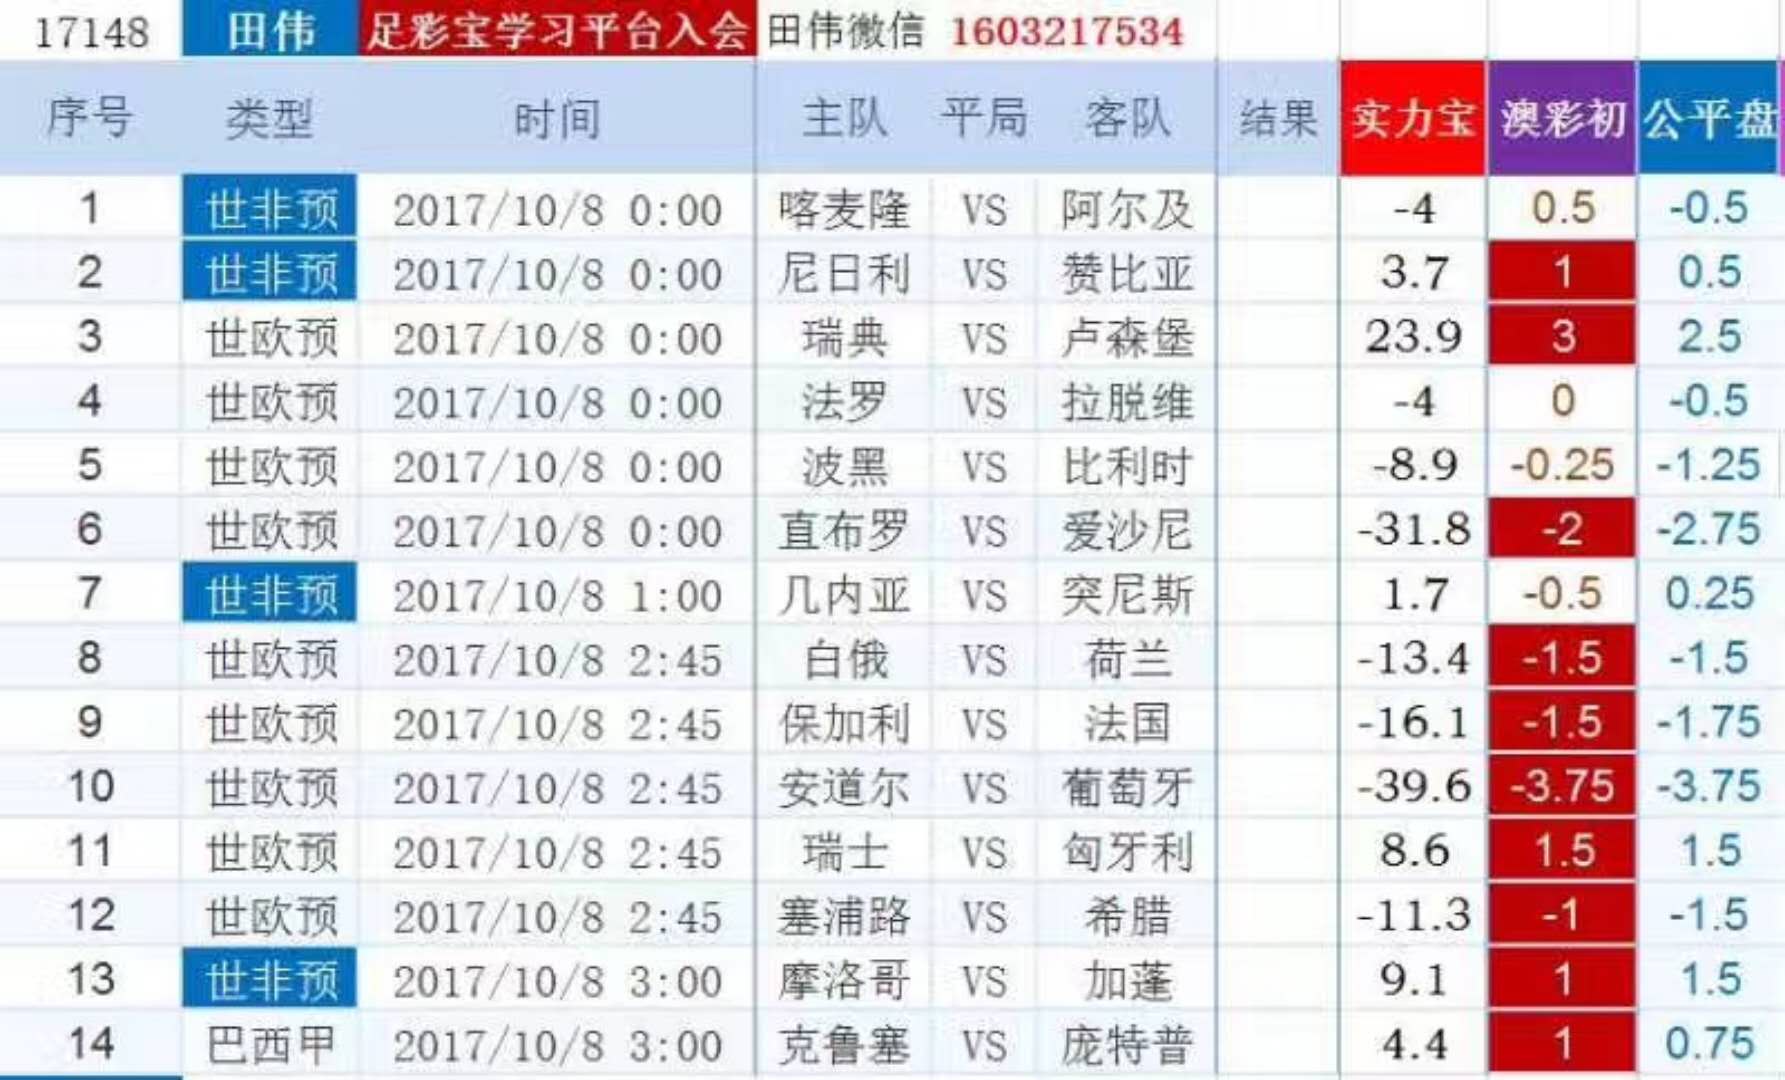 17148 田伟 足彩宝学习平台入会 田伟微信 1603217534
序号 类型 时间 主队 平局 客队 结果 实力宝 澳彩初 公平盘
1 世非预 2017/10/8 0:00 喀麦隆 VS 阿尔及 -4 0.5 -0.5
2 世非预 2017/10/8 0:00 尼日利 VS 赞比亚 3.7 1 0.5
3 世欧预 2017/10/8 0:00 瑞典 VS 卢森堡 23.9 3 2.5
4 世欧预 2017/10/8 0:00 法罗 VS 拉脱维 -4 0 -0.5
5 世欧预 2017/10/8 0:00 波黑 VS 比利时 -8.9 -0.25 -1.25
6 世欧预 2017/10/8 0:00 直布罗 VS 爱沙尼 -31.8 -2 -2.75
7 世非预 2017/10/8 1:00 几内亚 VS 突尼斯 1.7 -0.5 0.25
8 世欧预 2017/10/8 2:45 白俄 VS 荷兰 -13.4 -1.5 -1.5
9 世欧预 2017/10/8 2:45 保加利 VS 法国 -16.1 -1.5 -1.75
10 世欧预 2017/10/8 2:45 安道尔 VS 葡萄牙 -39.6 -3.75 -3.75
11 世欧预 2017/10/8 2:45 瑞士 VS 匈牙利 8.6 1.5 1.5
12 世欧预 2017/10/8 2:45 塞浦路 VS 希腊 -11.3 -1 -1.5
13 世非预 2017/10/8 3:00 摩洛哥 VS 加蓬 9.1 1 1.5
14 巴西甲 2017/10/8 3:00 克鲁塞 VS 庞特普 4.4 1 0.75